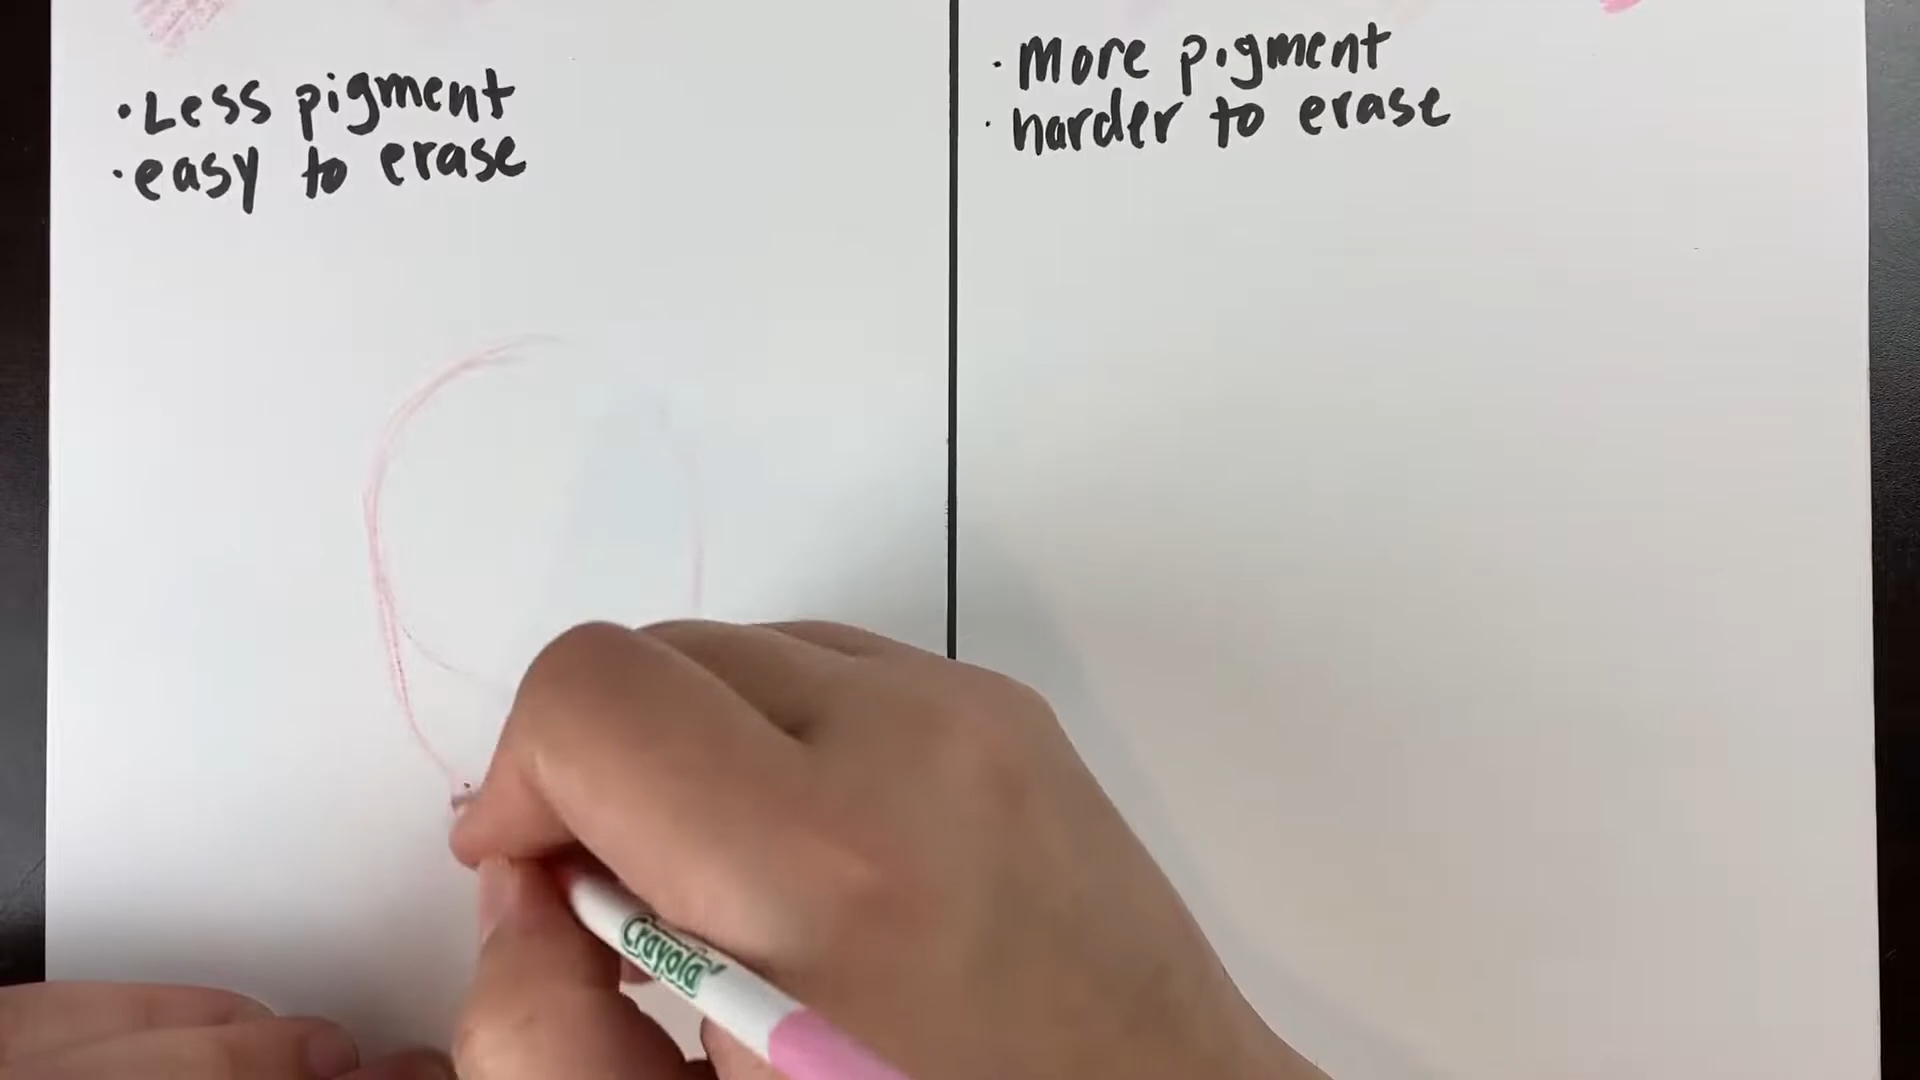 · Less pigment
· easy to erase
· More pigment
· harder to erase
Crayola